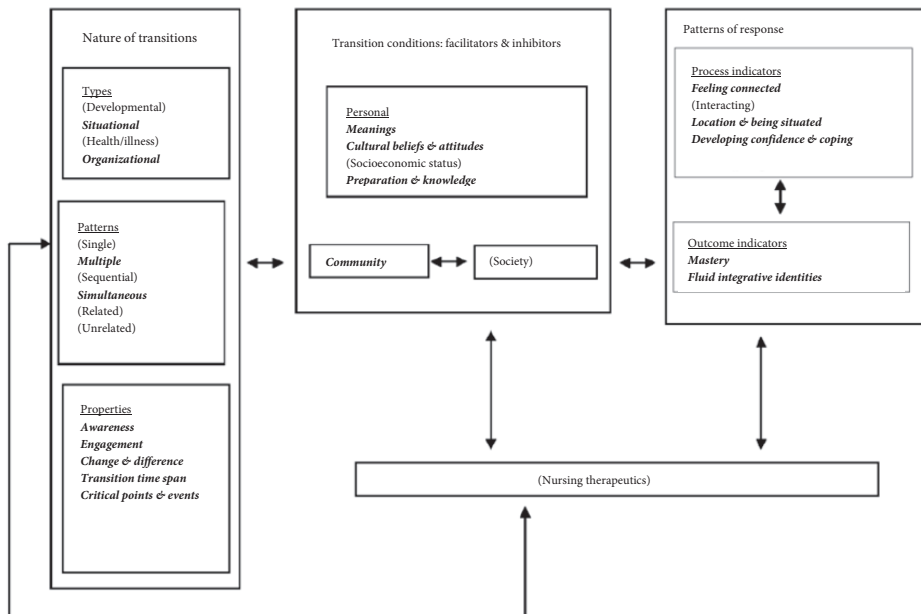 Nature of transitions
Types
(Developmental)
Situational
(Health/illness)
Organizational
Patterns
(Single)
Multiple
(Sequential)
Simultaneous
(Related)
(Unrelated)
Properties
Awareness
Engagement
Change & difference
Transition time span
Critical points & events
Transition conditions: facilitators & inhibitors
Personal
Meanings
Cultural beliefs & attitudes
(Socioeconomic status)
Preparation & knowledge
Community
(Society)
Patterns of response
Process indicators
Feeling connected
(Interacting)
Location & being situated
Developing confidence & coping
Outcome indicators
Mastery
Fluid integrative identities
(Nursing therapeutics)